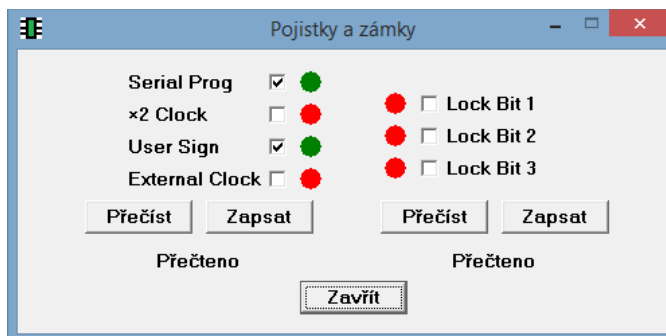 Pojistky a zámky
Serial Prog
×2 Clock
User Sign
External Clock
Přečíst Zapsat
Přečteno
Lock Bit 1
Lock Bit 2
Lock Bit 3
Přečíst Zapsat
Přečteno
Zavřít